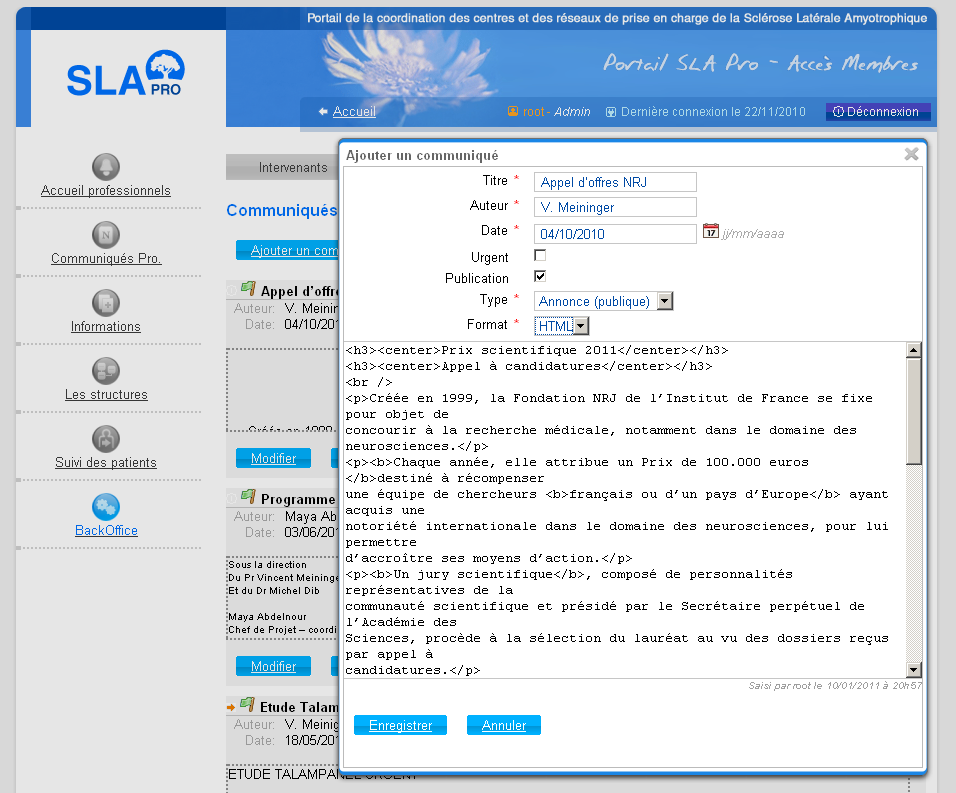 Portail de la coordination des centres et des réseaux de prise en charge de la Sclérose Latérale Amyotrophique
SLA PRO
Portail SLA Pro - Accès Membres
Accueil
root - Admin
Dernière connexion le 22/11/2010
Déconnexion
Accueil professionnels
Communiqués Pro.
Informations
Les structures
Suivi des patients
BackOffice
Intervenants
Communiqués
Ajouter un com
Appel d'offre
Auteur: V. Meinin
Date: 04/10/201
Créée en 1999
Modifier
Programme
Auteur: Maya Ab
Date: 03/06/201
Sous la direction
Du Pr Vincent Meininge
Et du Dr Michel Dib
Maya Abdelnour
Chef de Projet – coordi
Modifier
Etude Talam
Auteur: V. Meinig
Date: 18/05/201
ETUDE TALAMPANEL URGENT
Ajouter un communiqué
Titre * Appel d'offres NRJ
Auteur * V. Meininger
Date * 04/10/2010 17 jj/mm/aaaa
Urgent
Publication
Type * Annonce (publique)
Format * HTML
<h3><center>Prix scientifique 2011</center></h3>
<h3><center>Appel à candidatures</center></h3>
<br />
<p>Créée en 1999, la Fondation NRJ de l'Institut de France se fixe
pour objet de
concourir à la recherche médicale, notamment dans le domaine des
neurosciences.</p>
<p><b>Chaque année, elle attribue un Prix de 100.000 euros
</b>destiné à récompenser
une équipe de chercheurs <b>français ou d'un pays d'Europe</b> ayant
acquis une
notoriété internationale dans le domaine des neurosciences, pour lui
permettre
d'accroître ses moyens d'action.</p>
<p><b>Un jury scientifique</b>, composé de personnalités
représentatives de la
communauté scientifique et présidé par le Secrétaire perpétuel de
l'Académie des
Sciences, procède à la sélection du lauréat au vu des dossiers reçus
par appel à
candidatures.</p>
Saisi par root le 10/01/2011 à 20h57
Enregistrer
Annuler